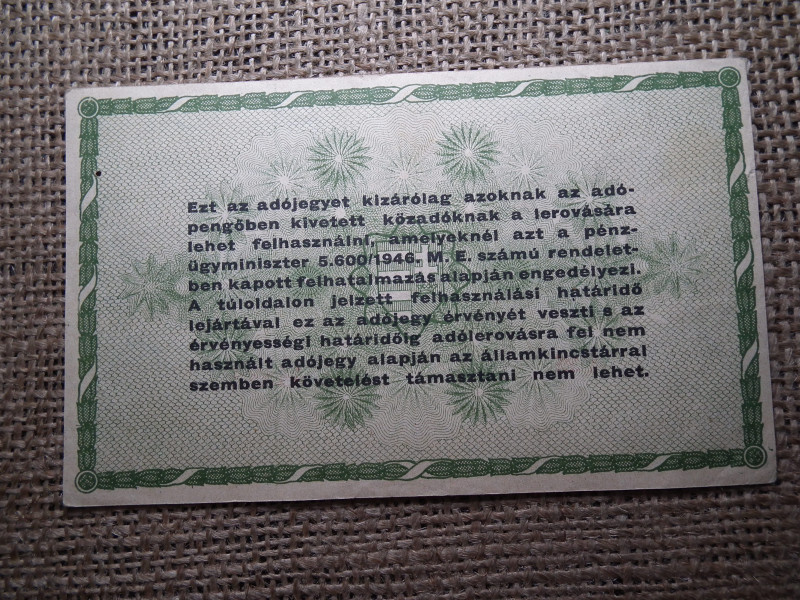 Ezt az adójegyet kizárólag azoknak az adó-
pengőben kivetett közadóknak a lerovására
lehet felhasználni, amelyeknél azt a pénz-
ügyminiszter 5.600/1946. M. E. számú rendelet-
ben kapott felhatalmazás alapján engedélyezi.
A túloldalon jelzett felhasználási határidő
lejártával ez az adójegy érvényét veszti s az
érvényességi határidőig adólerovásra fel nem
használt adójegy alapján az államkincstárral
szemben követelést támasztani nem lehet.